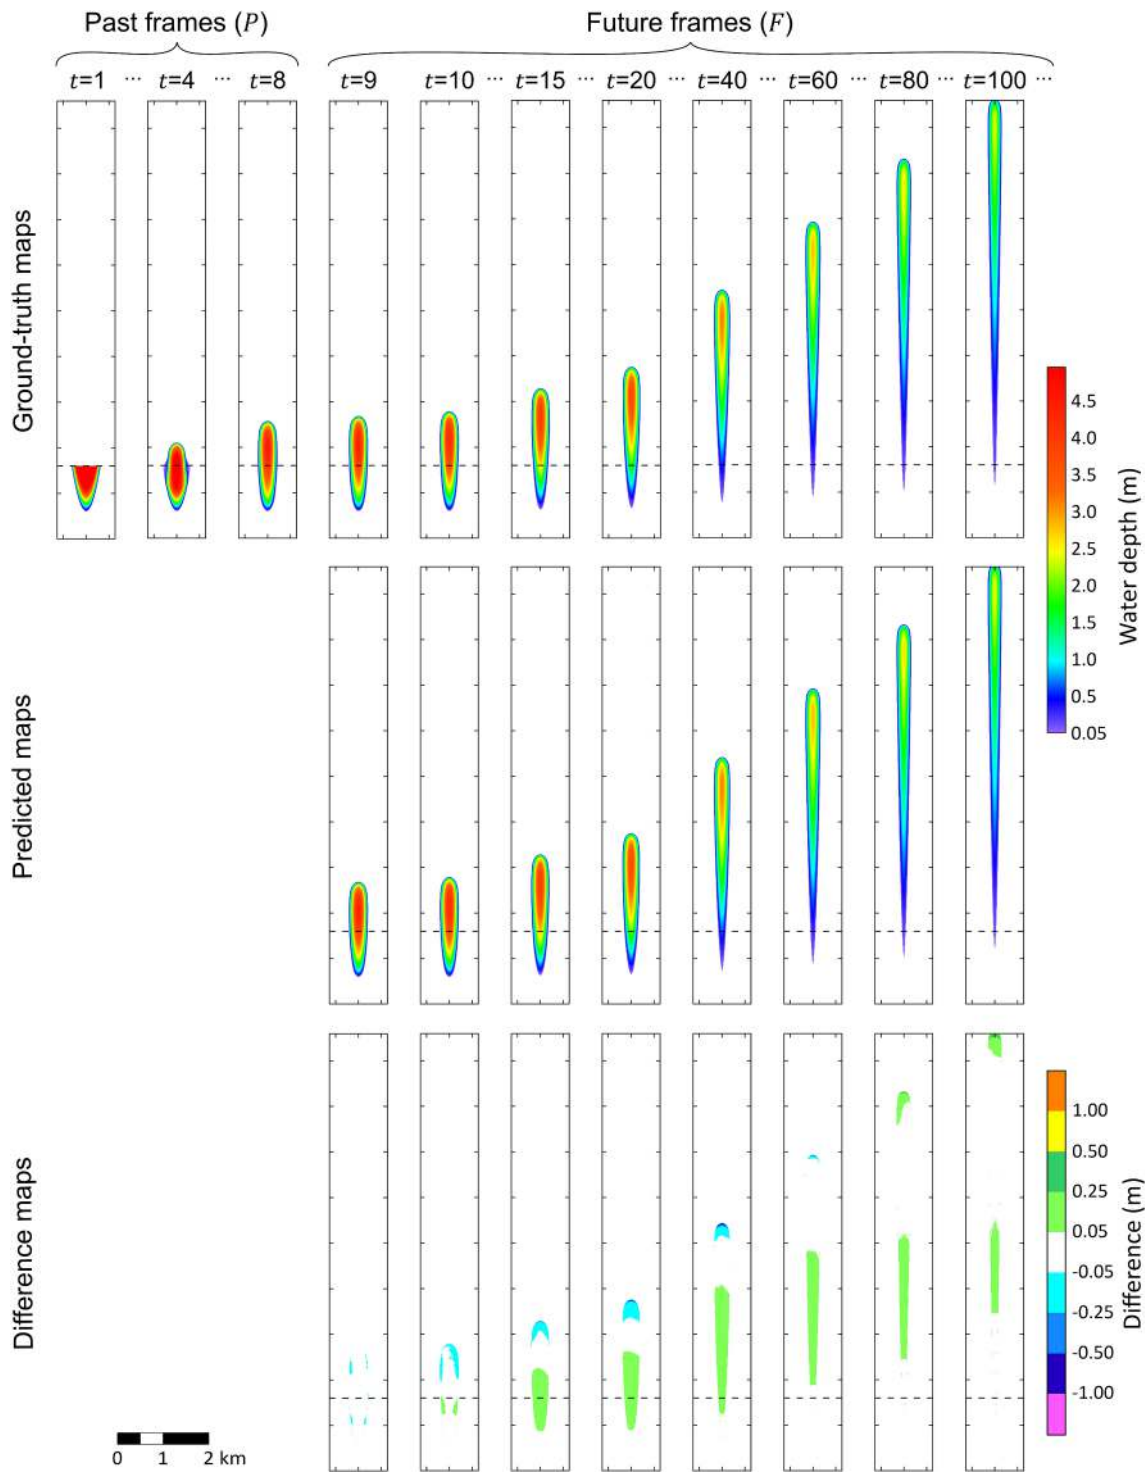 Past frames (P) Future frames (F)
t=1 ··· t=4 ··· t=8 t=9 ··· t=10 ··· t=15 ··· t=20 ··· t=40 ··· t=60 ··· t=80 ··· t=100 ···
Ground-truth maps
4.5
4.0
3.5
3.0
2.5
2.0
1.5
1.0
0.5
0.05
Water depth (m)
Predicted maps
Difference maps
1.00
0.50
0.25
0.05
-0.05
-0.25
-0.50
-1.00
Difference (m)
0 1 2 km